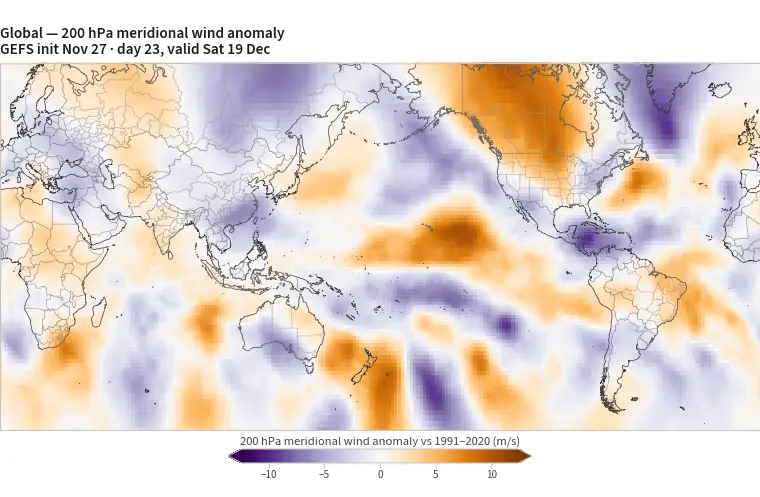 Global — 200 hPa meridional wind anomaly
GEFS init Nov 27 · day 23, valid Sat 19 Dec
200 hPa meridional wind anomaly vs 1991–2020 (m/s)
−10 −5 0 5 10